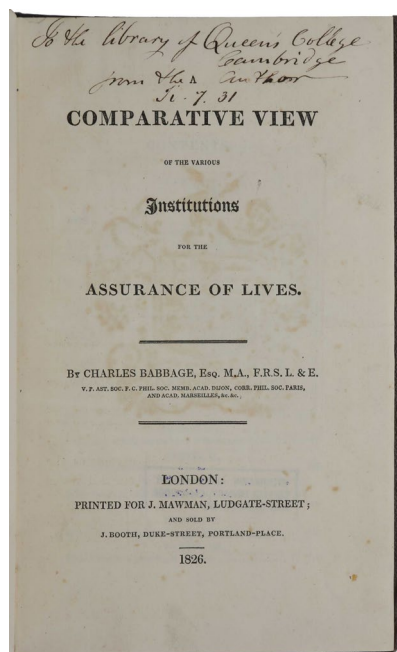 To the library of Queen's College
Cambridge
from the Author
A
COMPARATIVE VIEW
OF THE VARIOUS
Institutions
FOR THE
ASSURANCE OF LIVES.
By CHARLES BABBAGE, Esq. M.A., F.R.S. L. & E.
V. P. AST. SOC. F. C. PHIL. SOC. MEMB. ACAD. DIJON, CORR. PHIL. SOC. PARIS,
AND ACAD. MARSEILLES, &c. &c.
LONDON:
PRINTED FOR J. MAWMAN, LUDGATE-STREET;
AND SOLD BY
J. BOOTH, DUKE-STREET, PORTLAND-PLACE.
1826.